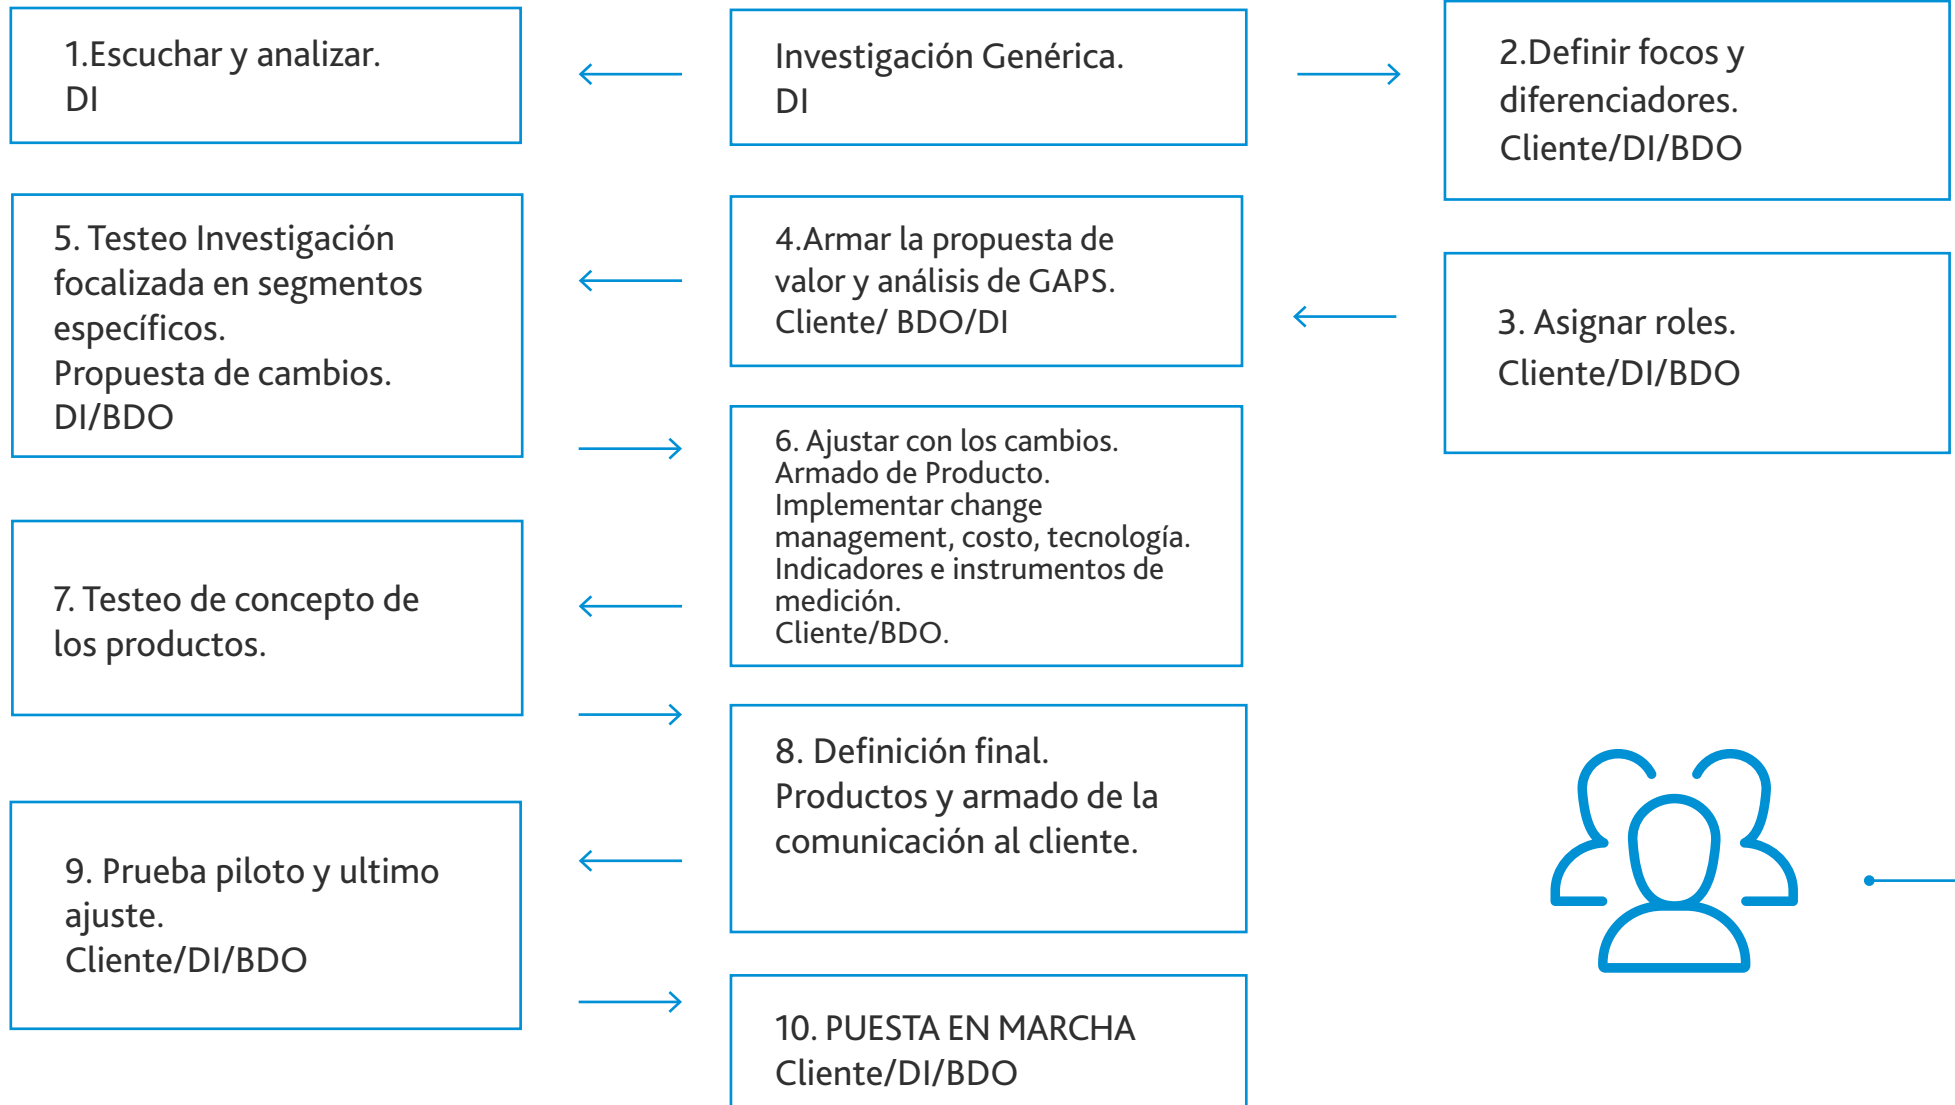 1.Escuchar y analizar.
DI
Investigación Genérica.
DI
2.Definir focos y
diferenciadores.
Cliente/DI/BDO
5. Testeo Investigación
focalizada en segmentos
específicos.
Propuesta de cambios.
DI/BDO
4.Armar la propuesta de
valor y análisis de GAPS.
Cliente/ BDO/DI
3. Asignar roles.
Cliente/DI/BDO
6. Ajustar con los cambios.
Armado de Producto.
Implementar change
management, costo, tecnología.
Indicadores e instrumentos de
medición.
Cliente/BDO.
7. Testeo de concepto de
los productos.
8. Definición final.
Productos y armado de la
comunicación al cliente.
9. Prueba piloto y ultimo
ajuste.
Cliente/DI/BDO
10. PUESTA EN MARCHA
Cliente/DI/BDO